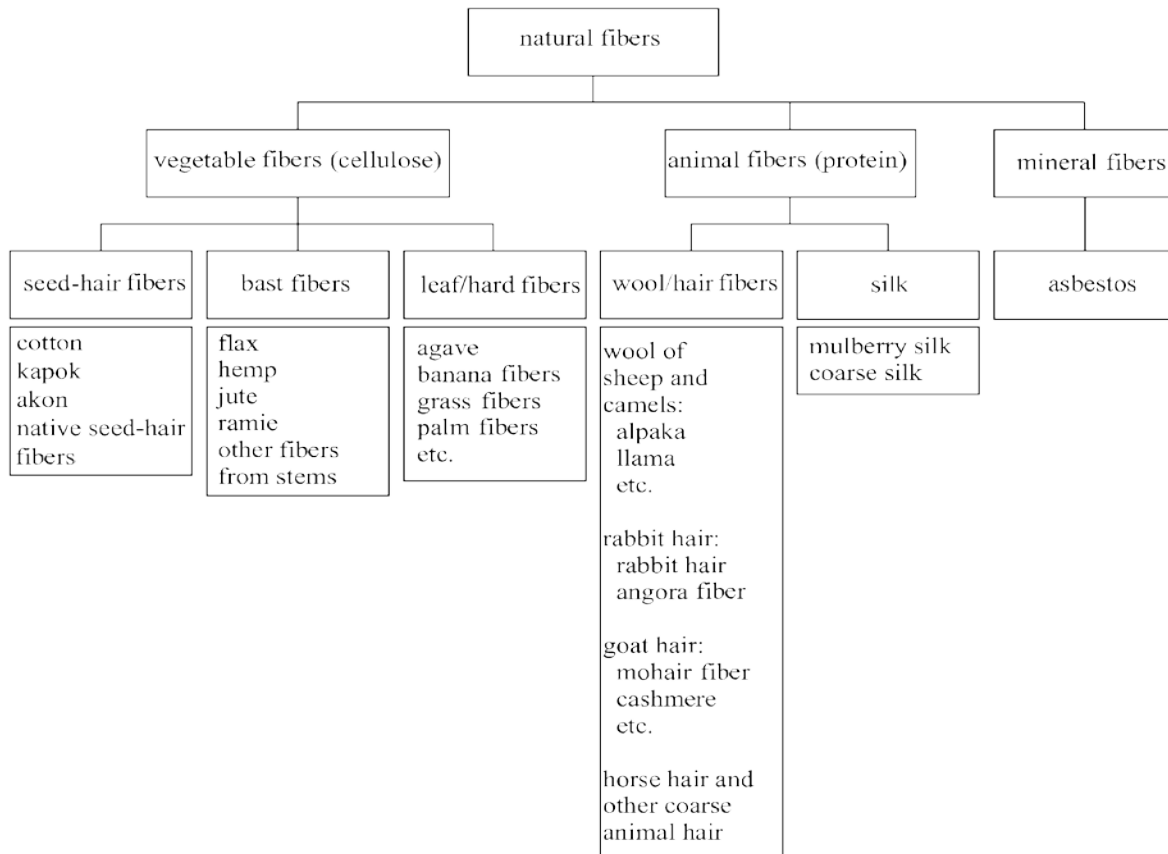 natural fibers
vegetable fibers (cellulose)
animal fibers (protein)
mineral fibers
seed-hair fibers
bast fibers
leaf/hard fibers
wool/hair fibers
silk
asbestos
cotton
kapok
akon
native seed-hair
fibers
flax
hemp
jute
ramie
other fibers
from stems
agave
banana fibers
grass fibers
palm fibers
etc.
wool of
sheep and
camels:
alpaka
llama
etc.
rabbit hair:
rabbit hair
angora fiber
goat hair:
mohair fiber
cashmere
etc.
horse hair and
other coarse
animal hair
mulberry silk
coarse silk